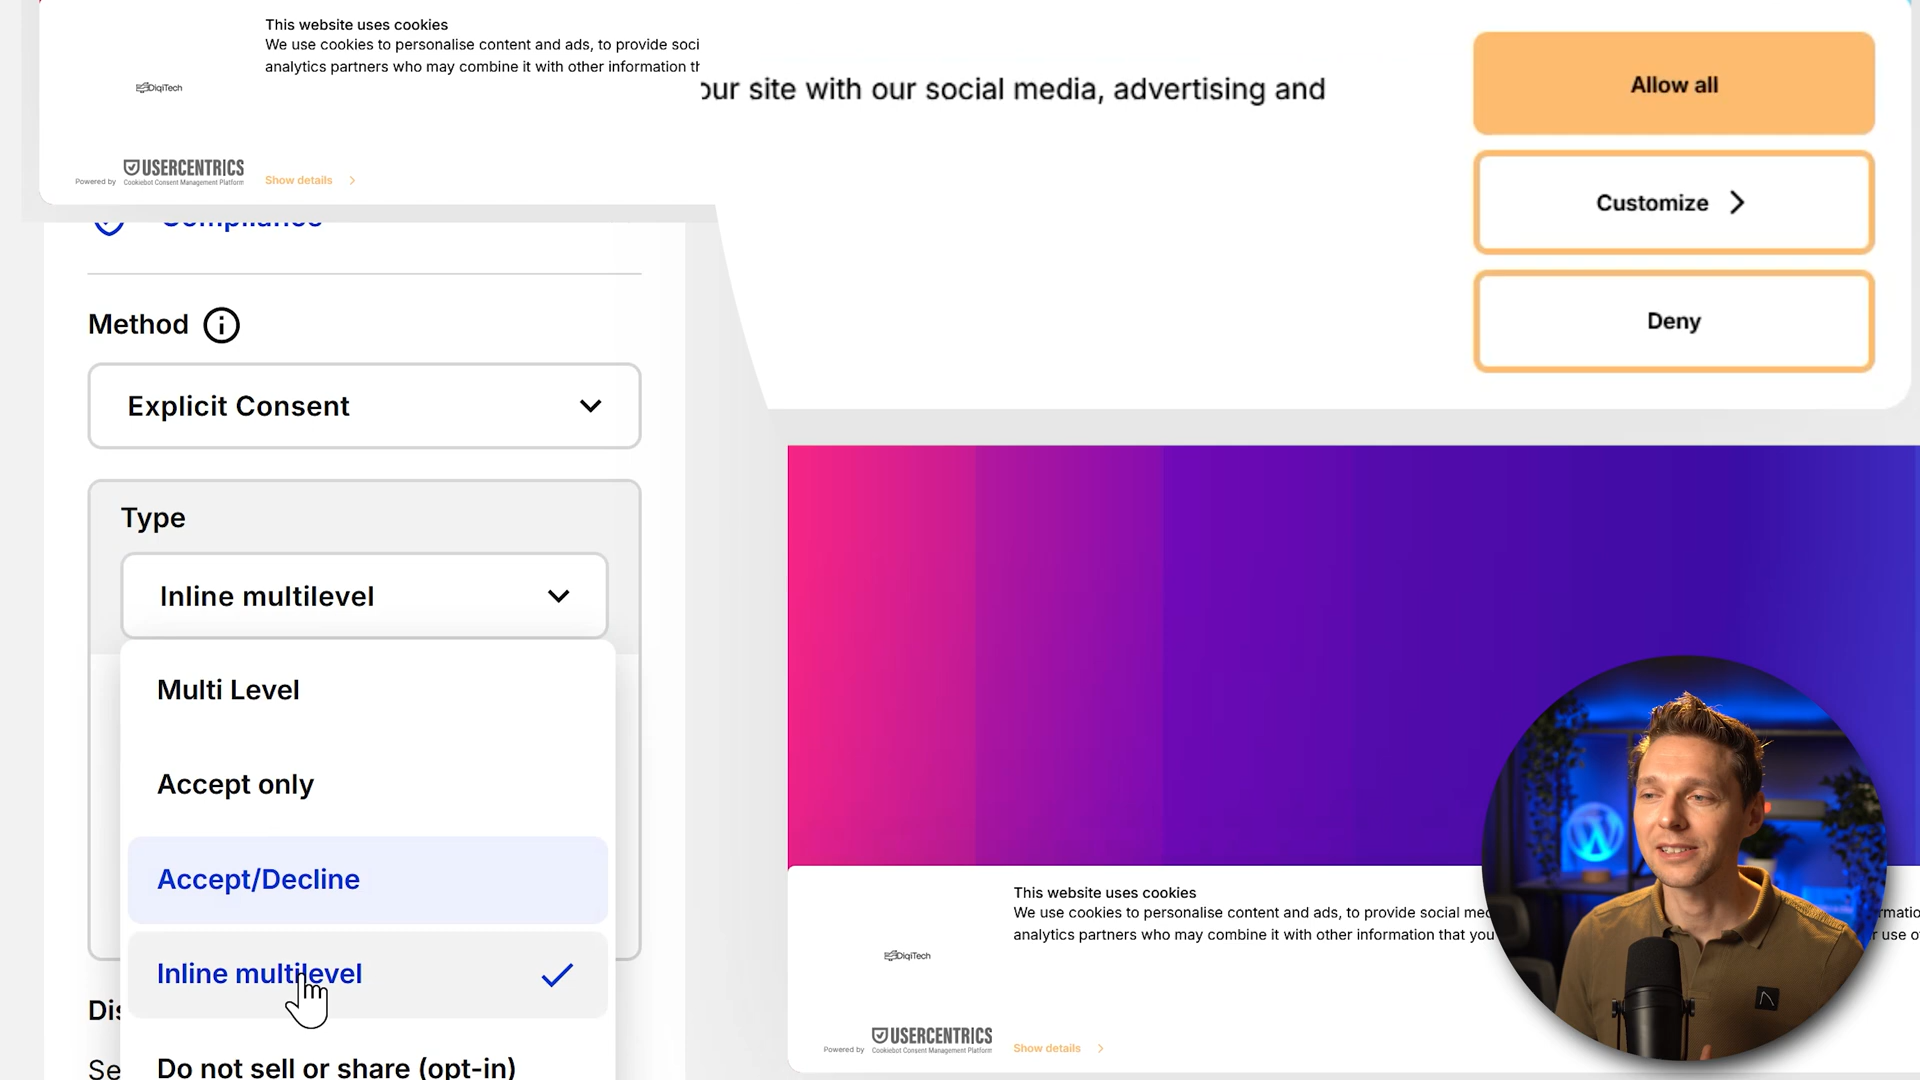 This website uses cookies
We use cookies to personalise content and ads, to provide soci
analytics partners who may combine it with other information th
DiqiTech
Powered by
USERCENTRICS
Cookiebot Consent Management Platform
Show details
our site with our social media, advertising and
Allow all
Customize
Deny
Compliance
Method
Explicit Consent
Type
Inline multilevel
Multi Level
Accept only
Accept/Decline
Inline multilevel
Do not sell or share (opt-in)
This website uses cookies
We use cookies to personalise content and ads, to provide social
analytics partners who may combine it with other information that you
use
DiqiTech
Powered by
USERCENTRICS
Cookiebot Consent Management Platform
Show details